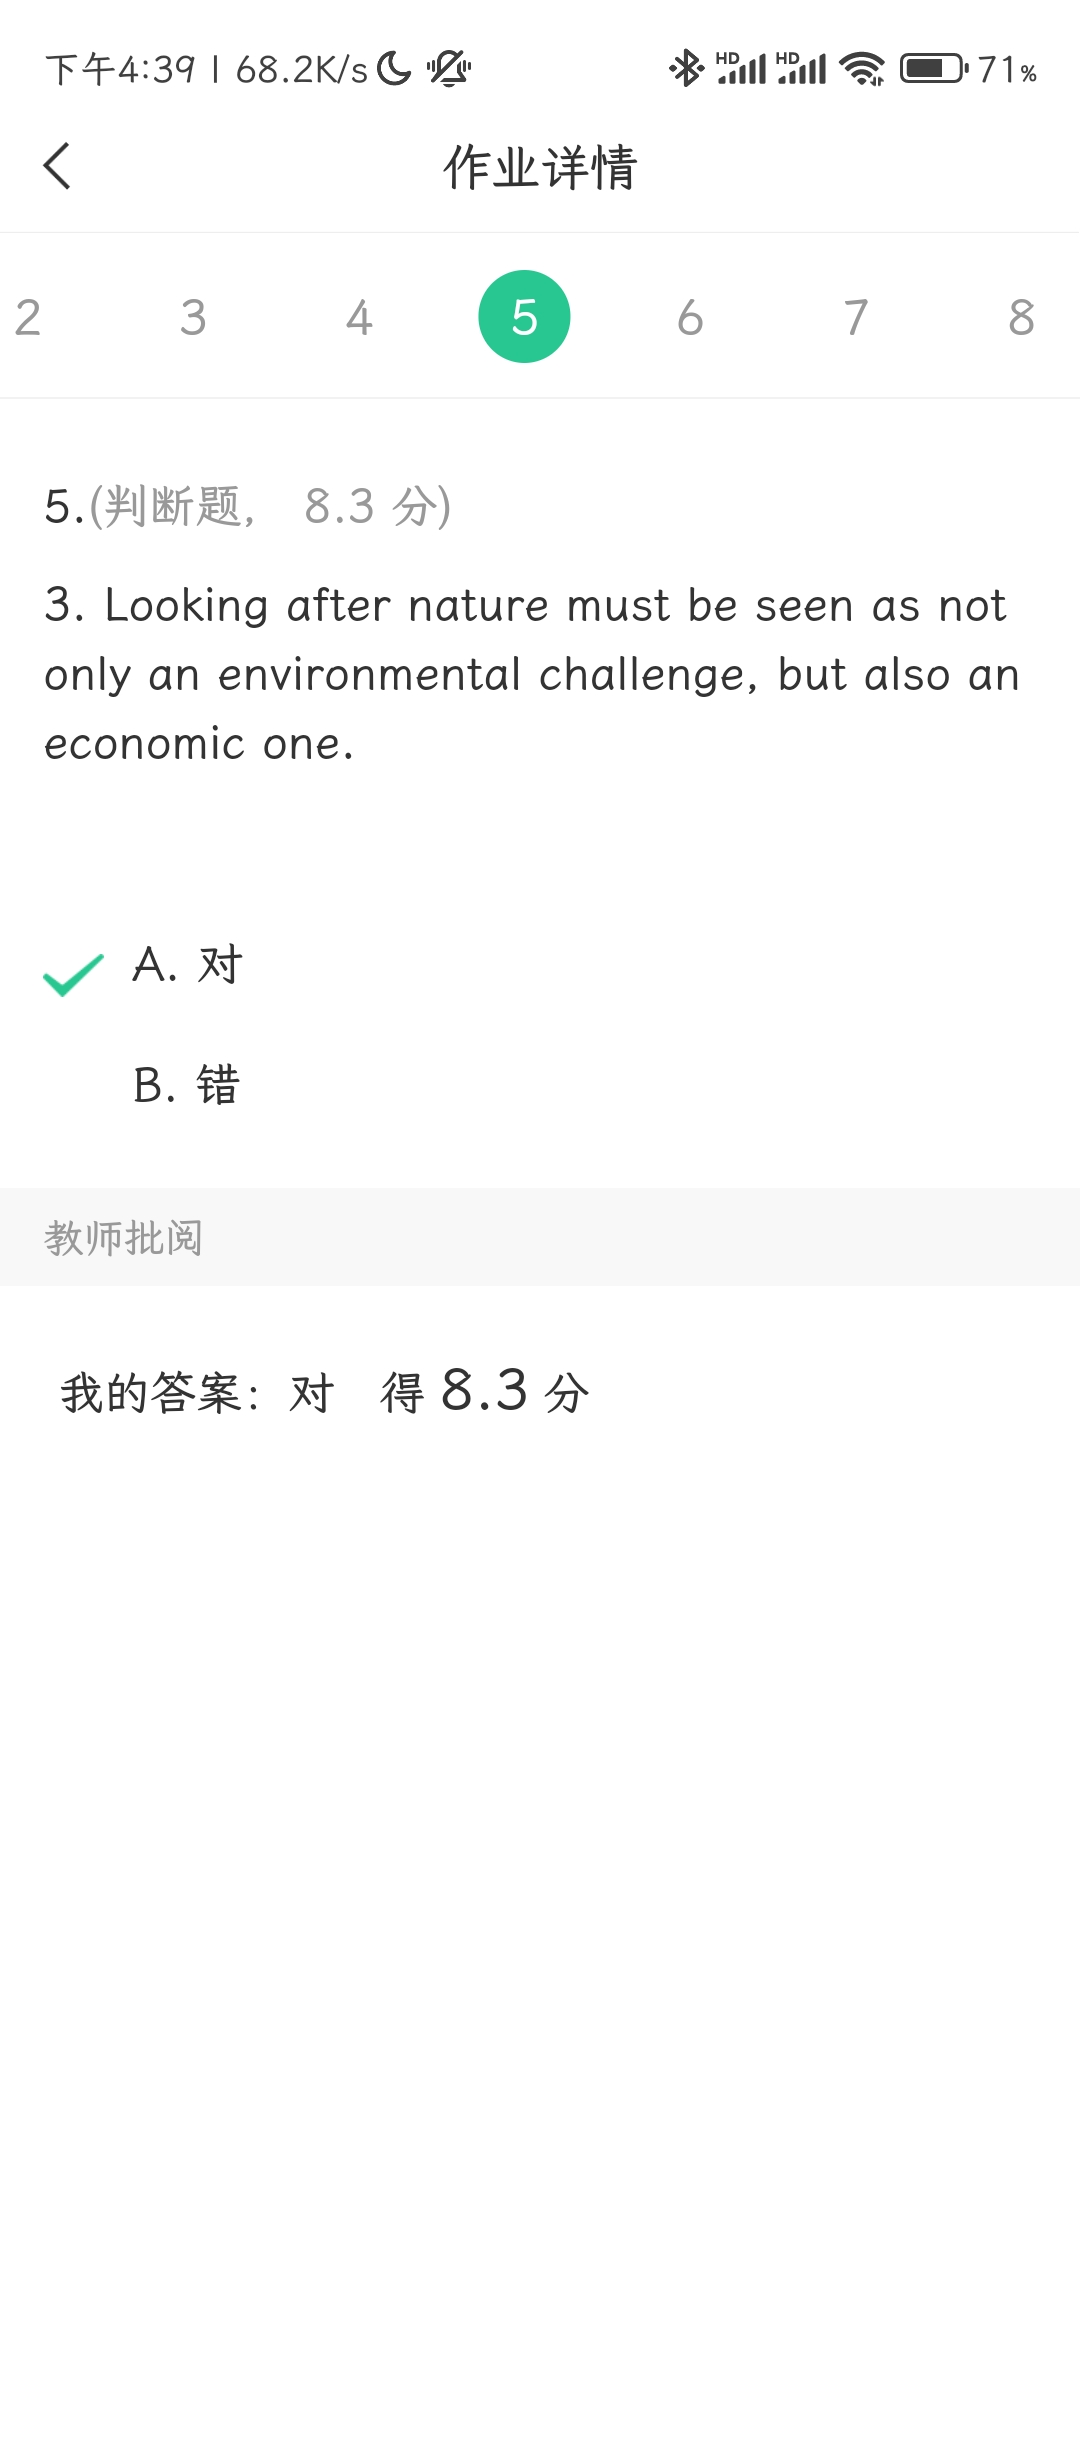 下午4:39 | 68.2K/s HD HD 71%
作业详情
2 3 4 5 6 7 8
5.(判断题, 8.3 分)
3. Looking after nature must be seen as not
only an environmental challenge, but also an
economic one.
A. 对
B. 错
教师批阅
我的答案: 对 得 8.3 分